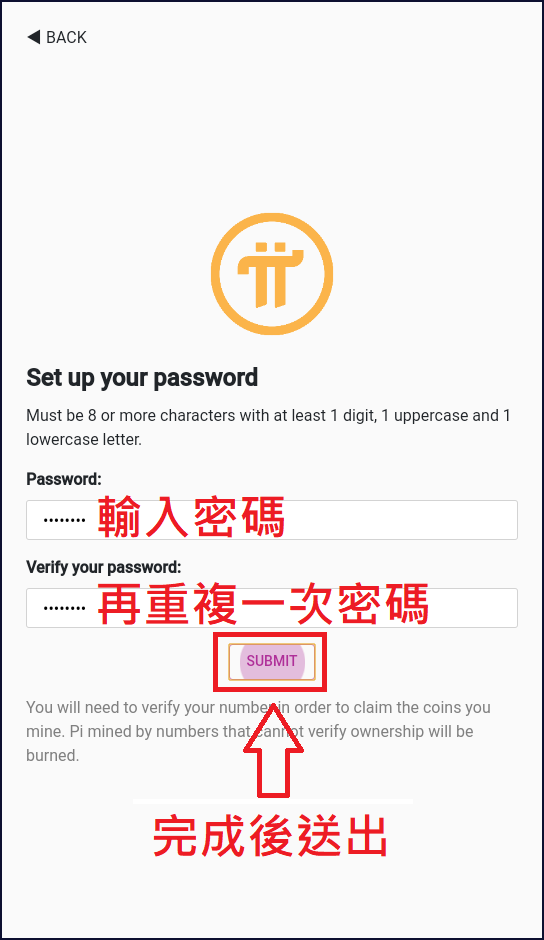 ◀ BACK
Set up your password
Must be 8 or more characters with at least 1 digit, 1 uppercase and 1
lowercase letter.
Password:
•••••••• 輸入密碼
Verify your password:
•••••••• 再重複一次密碼
SUBMIT
You will need to verify your number in order to claim the coins you
mine. Pi mined by numbers that cannot verify ownership will be
burned.
完成後送出